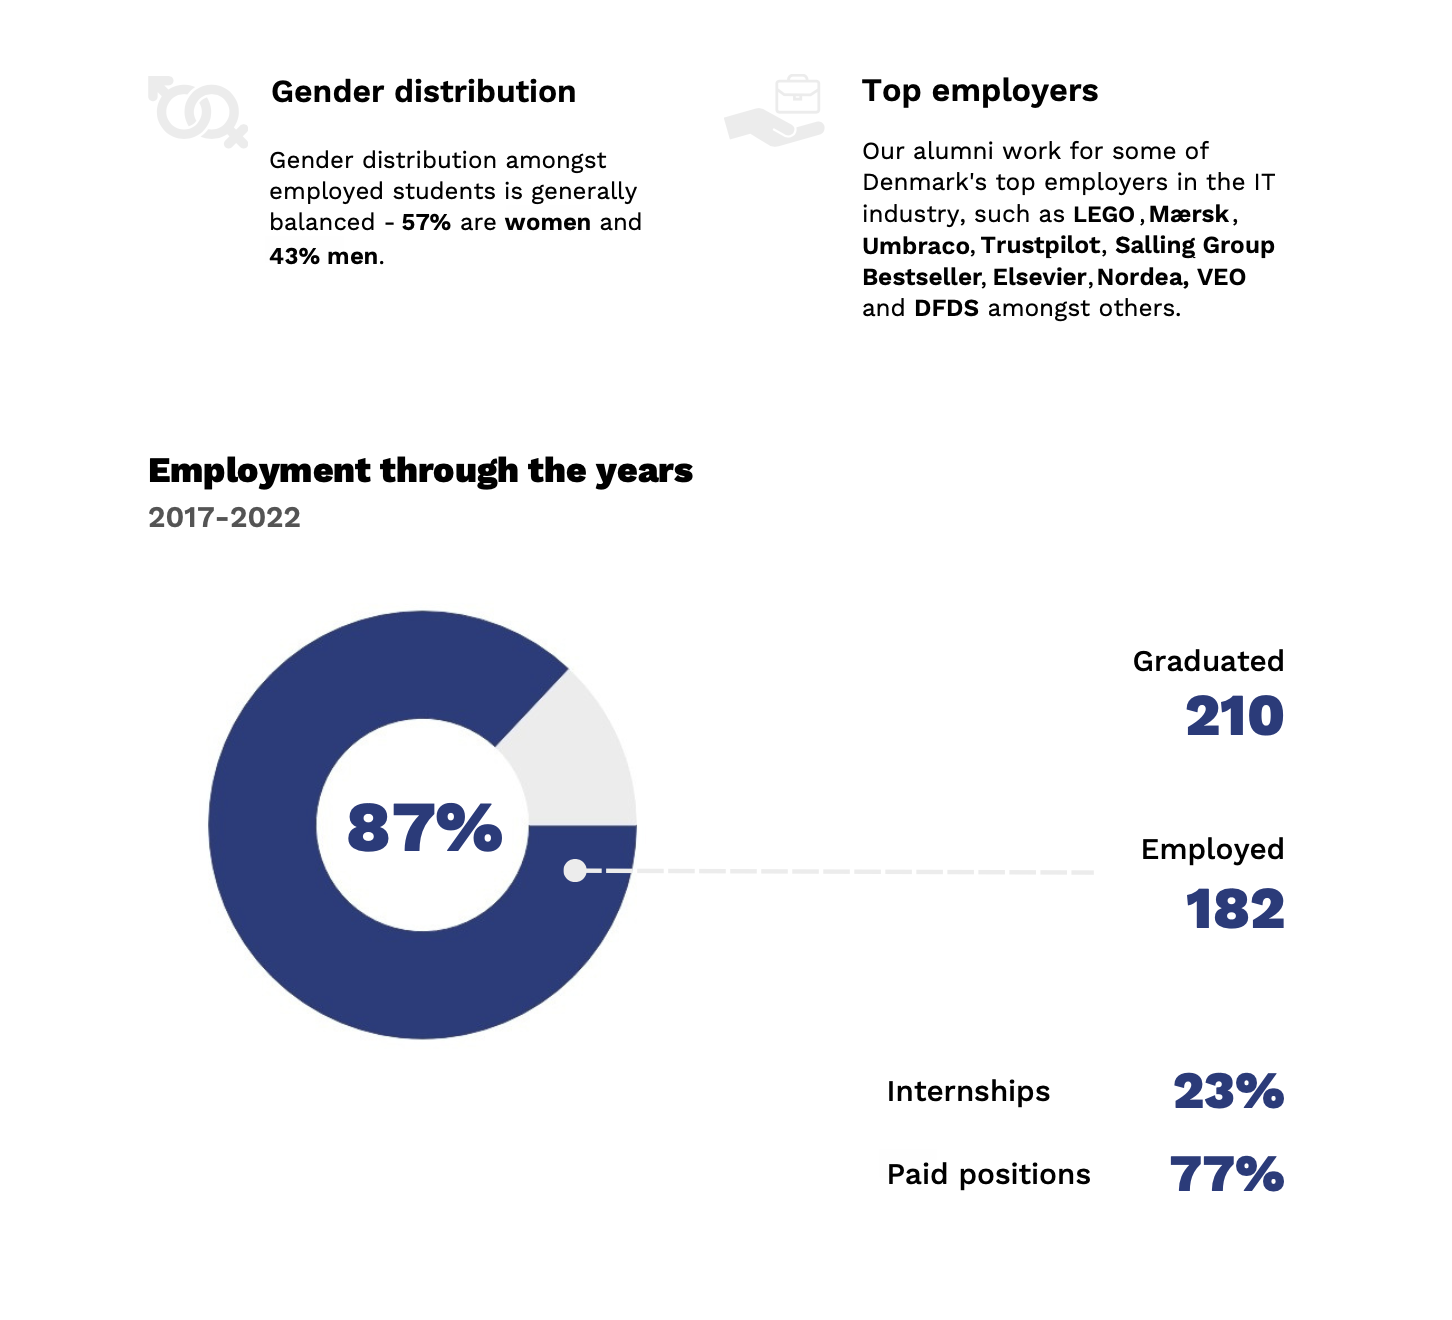 Gender distribution
Gender distribution amongst
employed students is generally
balanced - 57% are women and
43% men.
Top employers
Our alumni work for some of
Denmark's top employers in the IT
industry, such as LEGO, Mærsk,
Umbraco, Trustpilot, Salling Group
Bestseller, Elsevier, Nordea, VEO
and DFDS amongst others.
Employment through the years
2017-2022
87%
Graduated
210
Employed
182
Internships 23%
Paid positions 77%